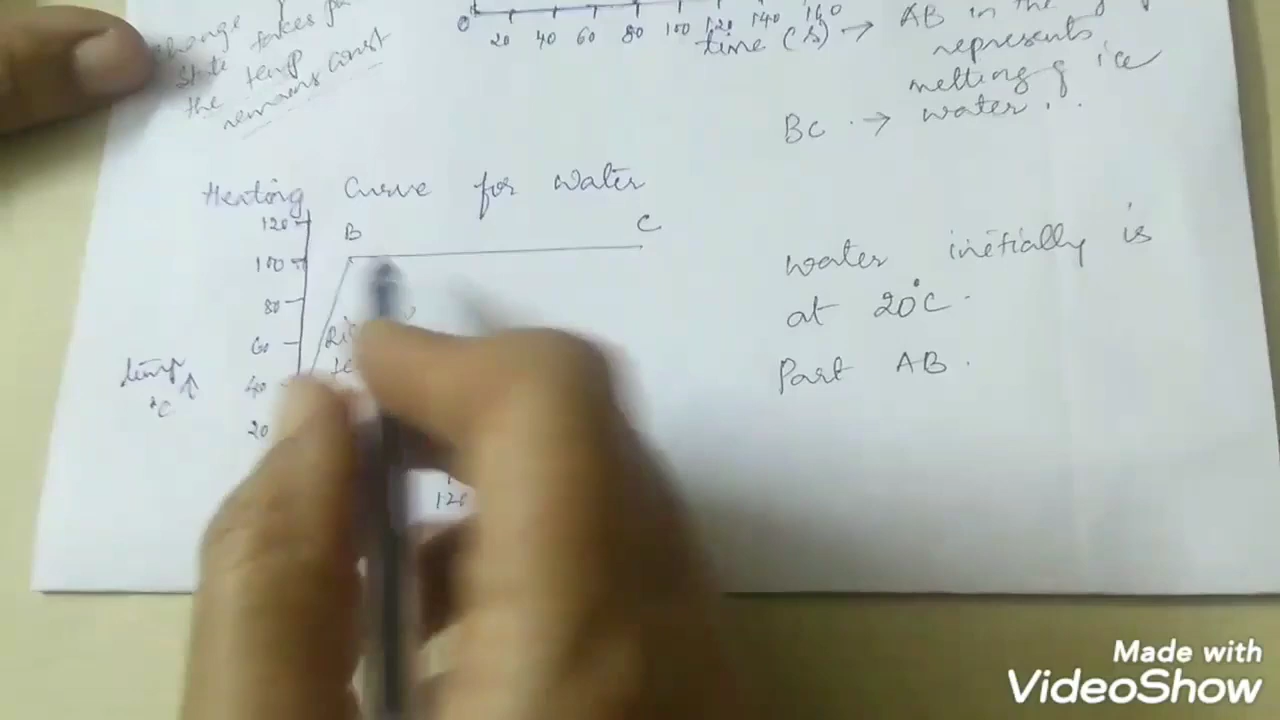 0 20 40 60 80 100 120 140 160
time (s) → AB in the
change
state takes
the temp
remains const
represents
melting of ice
BC → water...
Heating Curve for water
120
B
C
100
80
60
40
20
temp ↑
°C
120
water initially is
at 20°C.
Part AB.
Made with
VideoShow